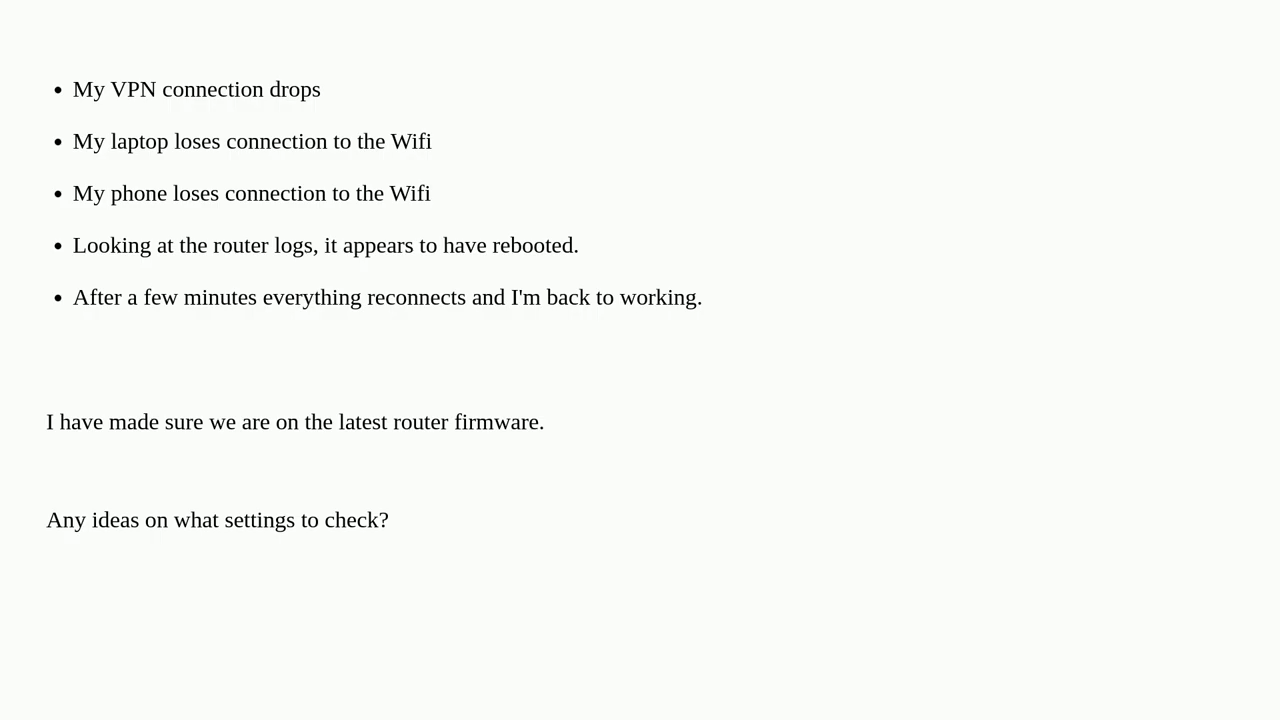 • My VPN connection drops
• My laptop loses connection to the Wifi
• My phone loses connection to the Wifi
• Looking at the router logs, it appears to have rebooted.
• After a few minutes everything reconnects and I'm back to working.
I have made sure we are on the latest router firmware.
Any ideas on what settings to check?